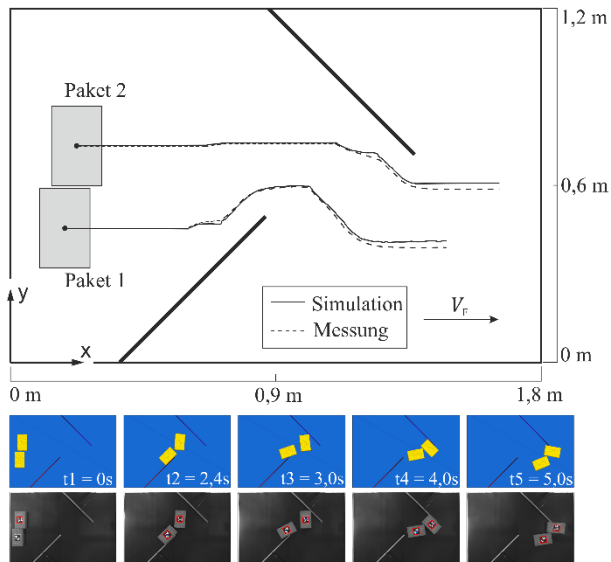 1,2 m
Paket 2
0,6 m
Paket 1
y
Simulation
Messung
V_F
x
0 m
0 m
0,9 m
1,8 m
t1 = 0s
t2 = 2,4s
t3 = 3,0s
t4 = 4,0s
t5 = 5,0s